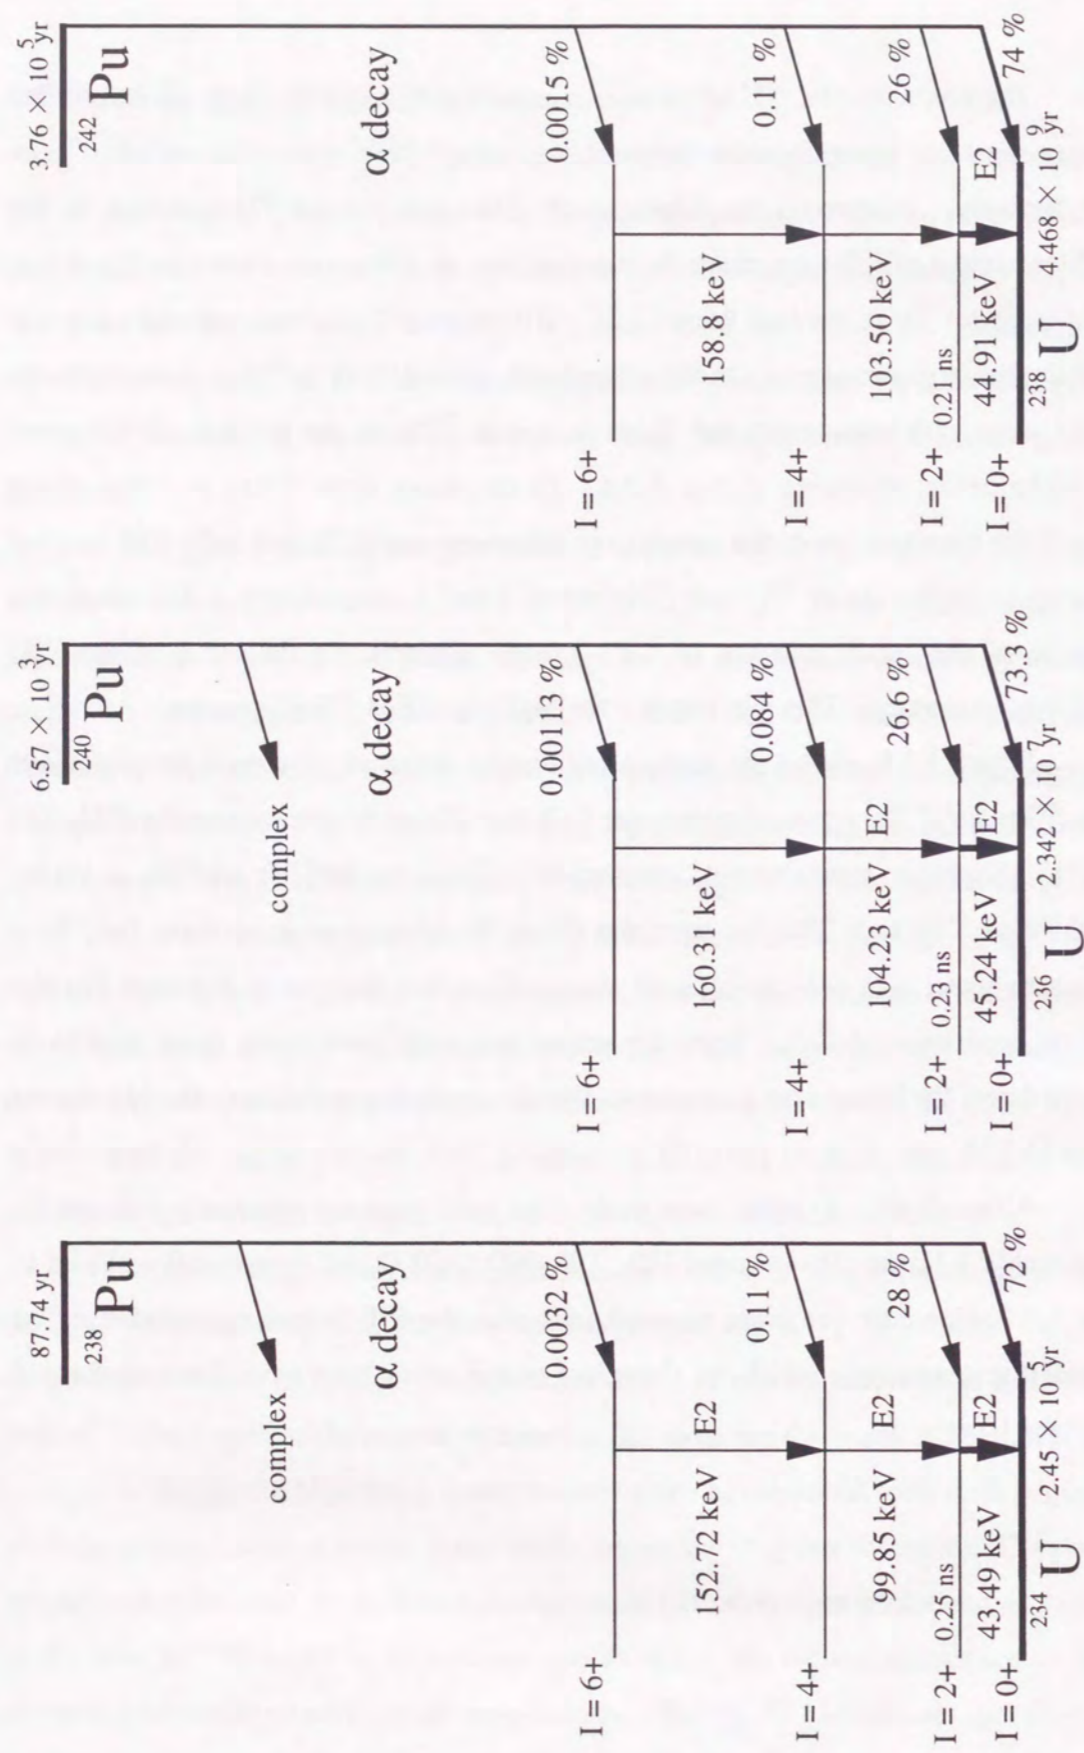 87.74 yr
238 Pu
complex
α decay
0.0032 %
I = 6+
152.72 keV E2
0.11 %
I = 4+
99.85 keV E2
28 %
I = 2+ 0.25 ns
43.49 keV E2
I = 0+
72 %
234 U 2.45 × 10 5 yr
6.57 × 10 3 yr
240 Pu
complex
α decay
0.0013 %
I = 6+
160.31 keV
0.084 %
I = 4+
104.23 keV E2
26.6 %
I = 2+ 0.23 ns
45.24 keV E2
I = 0+
73.3 %
236 U 2.342 × 10 7 yr
3.76 × 10 5 yr
242 Pu
α decay
0.0015 %
I = 6+
158.8 keV
0.11 %
I = 4+
103.50 keV
26 %
I = 2+ 0.21 ns
44.91 keV E2
I = 0+
74 %
238 U 4.4468 × 10 9 yr